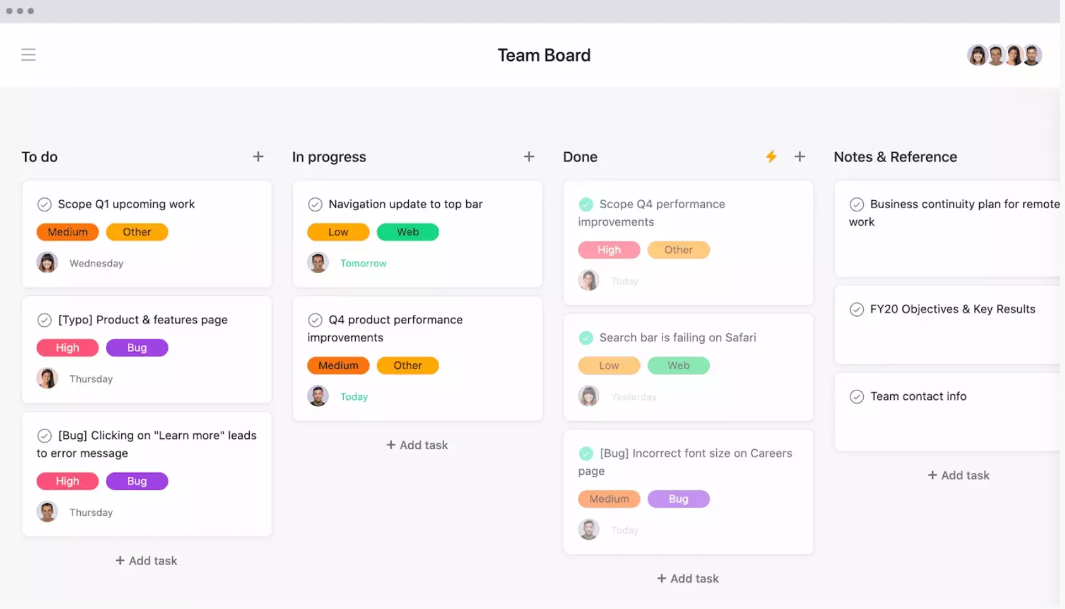 Team Board
To do
Scope Q1 upcoming work
Medium Other
Wednesday
[Typo] Product & features page
High Bug
Thursday
[Bug] Clicking on "Learn more" leads
to error message
High Bug
Thursday
+ Add task
In progress
Navigation update to top bar
Low Web
Tomorrow
Q4 product performance
improvements
Medium Other
Today
+ Add task
Done
Scope Q4 performance
improvements
High Other
Today
Search bar is failing on Safari
Low Web
Yesterday
[Bug] Incorrect font size on Careers
page
Medium Bug
Today
+ Add task
Notes & Reference
Business continuity plan for remote
work
FY20 Objectives & Key Results
Team contact info
+ Add task